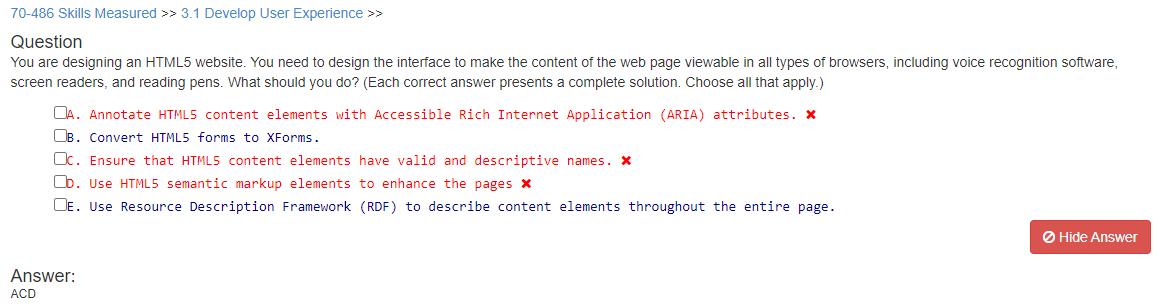 70-486 Skills Measured >> 3.1 Develop User Experience >>
Question
You are designing an HTML5 website. You need to design the interface to make the content of the web page viewable in all types of browsers, including voice recognition software,
screen readers, and reading pens. What should you do? (Each correct answer presents a complete solution. Choose all that apply.)
A. Annotate HTML5 content elements with Accessible Rich Internet Application (ARIA) attributes. ✖
B. Convert HTML5 forms to XForms.
C. Ensure that HTML5 content elements have valid and descriptive names. ✖
D. Use HTML5 semantic markup elements to enhance the pages ✖
E. Use Resource Description Framework (RDF) to describe content elements throughout the entire page.
Hide Answer
Answer:
ACD